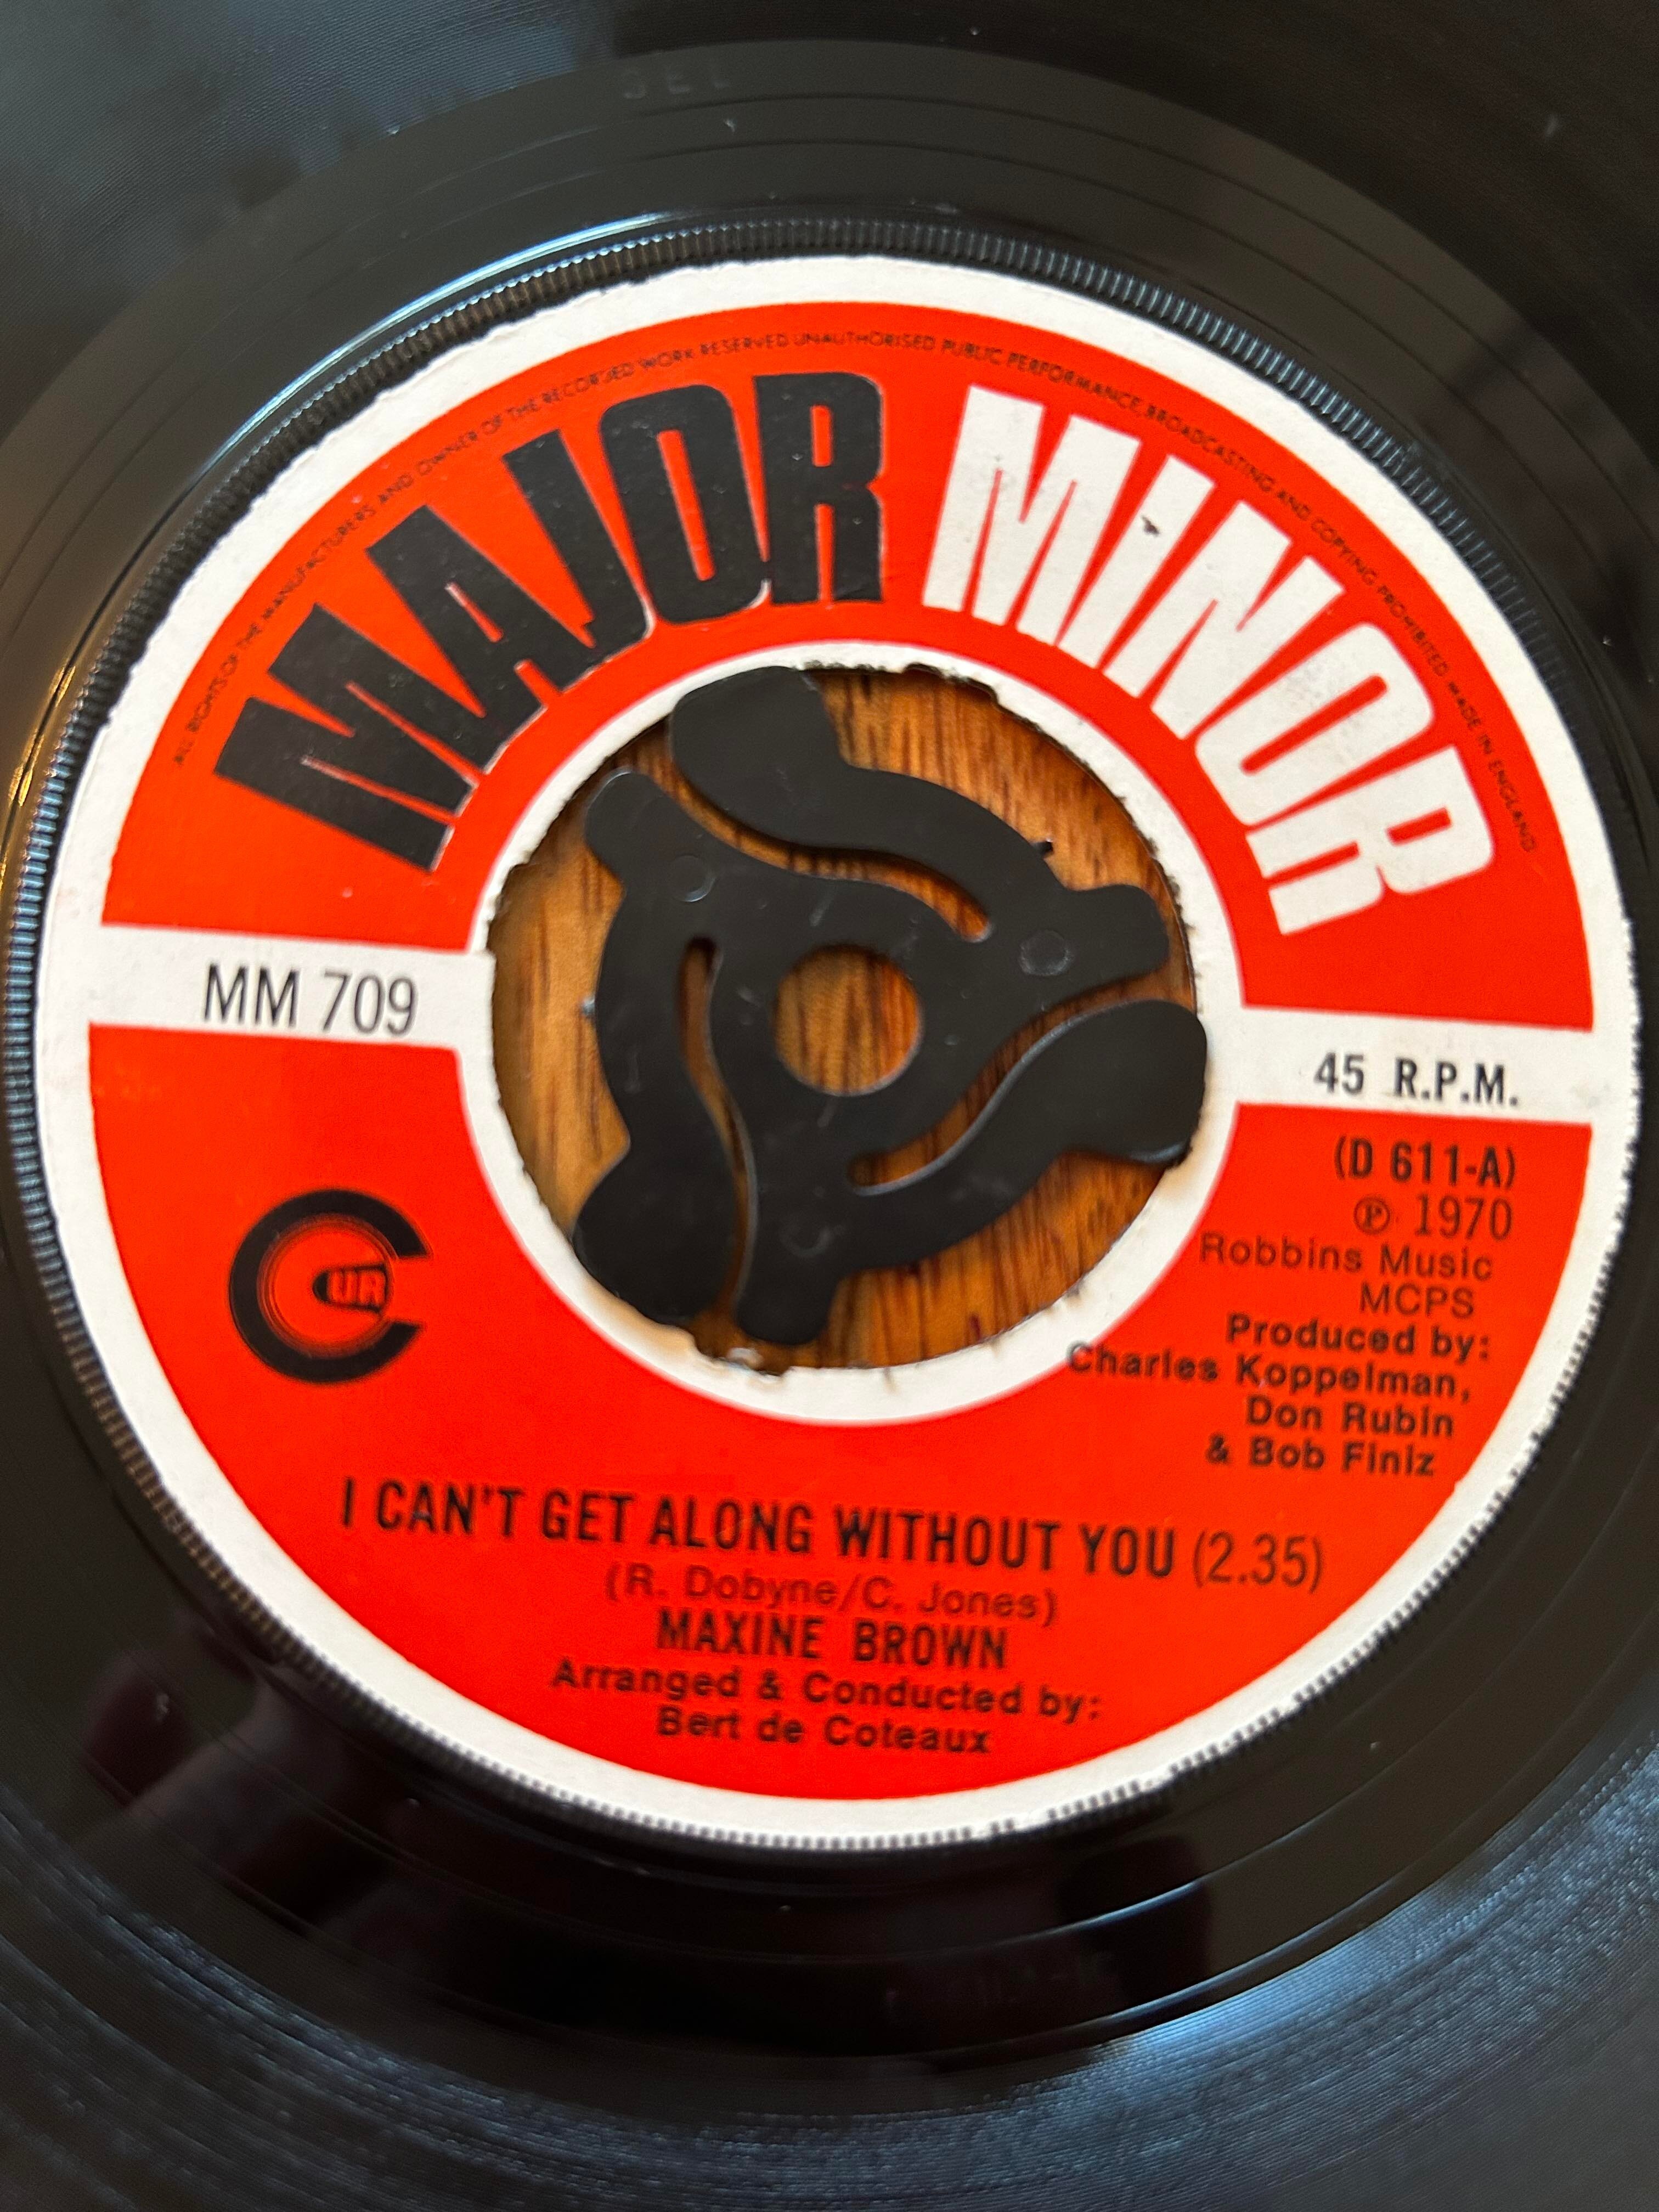 ALL RIGHTS OF THE MANUFACTURERS AND OWNER OF THE RECORDED WORK RESERVED UNAUTHORISED PUBLIC PERFORMANCE, BROADCASTING AND COPYING PROHIBITED MADE IN ENGLAND
MAJOR MINOR
MM 709
45 R.P.M.
(D 611-A)
℗ 1970
Robbins Music
MCPS
Produced by:
Charles Koppelman,
Don Rubin
& Bob Finiz
CUR
I CAN'T GET ALONG WITHOUT YOU (2.35)
(R. Dobyne/C. Jones)
MAXINE BROWN
Arranged & Conducted by:
Bert de Coteaux